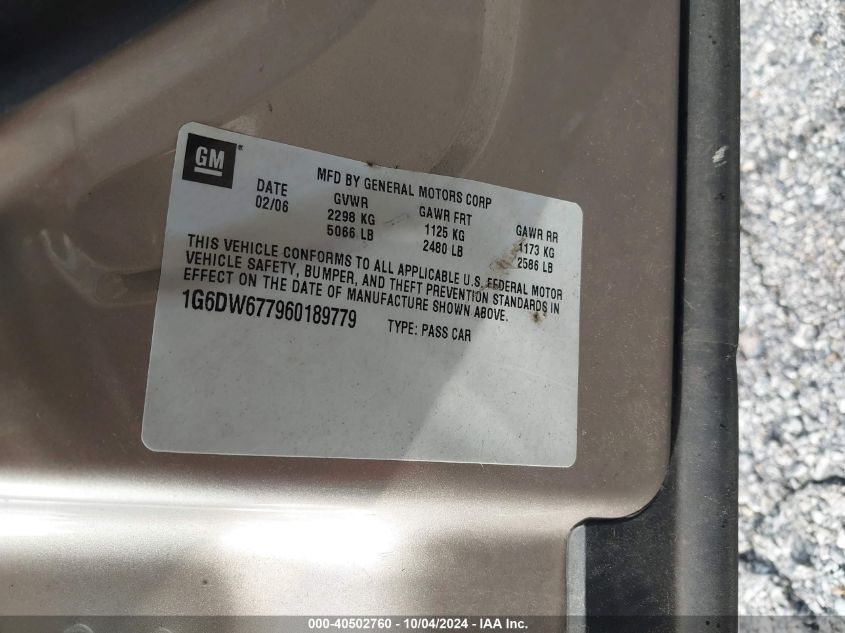 GM
MFD BY GENERAL MOTORS CORP
DATE GVWR GAWR FRT GAWR RR
02/06 2298 KG 1125 KG 1173 KG
5066 LB 2480 LB 2586 LB
THIS VEHICLE CONFORMS TO ALL APPLICABLE U.S. FEDERAL MOTOR
VEHICLE SAFETY, BUMPER, AND THEFT PREVENTION STANDARDS IN
EFFECT ON THE DATE OF MANUFACTURE SHOWN ABOVE.
1G6DW677960189779 TYPE: PASS CAR
000-40502760 - 10/04/2024 - IAA Inc.